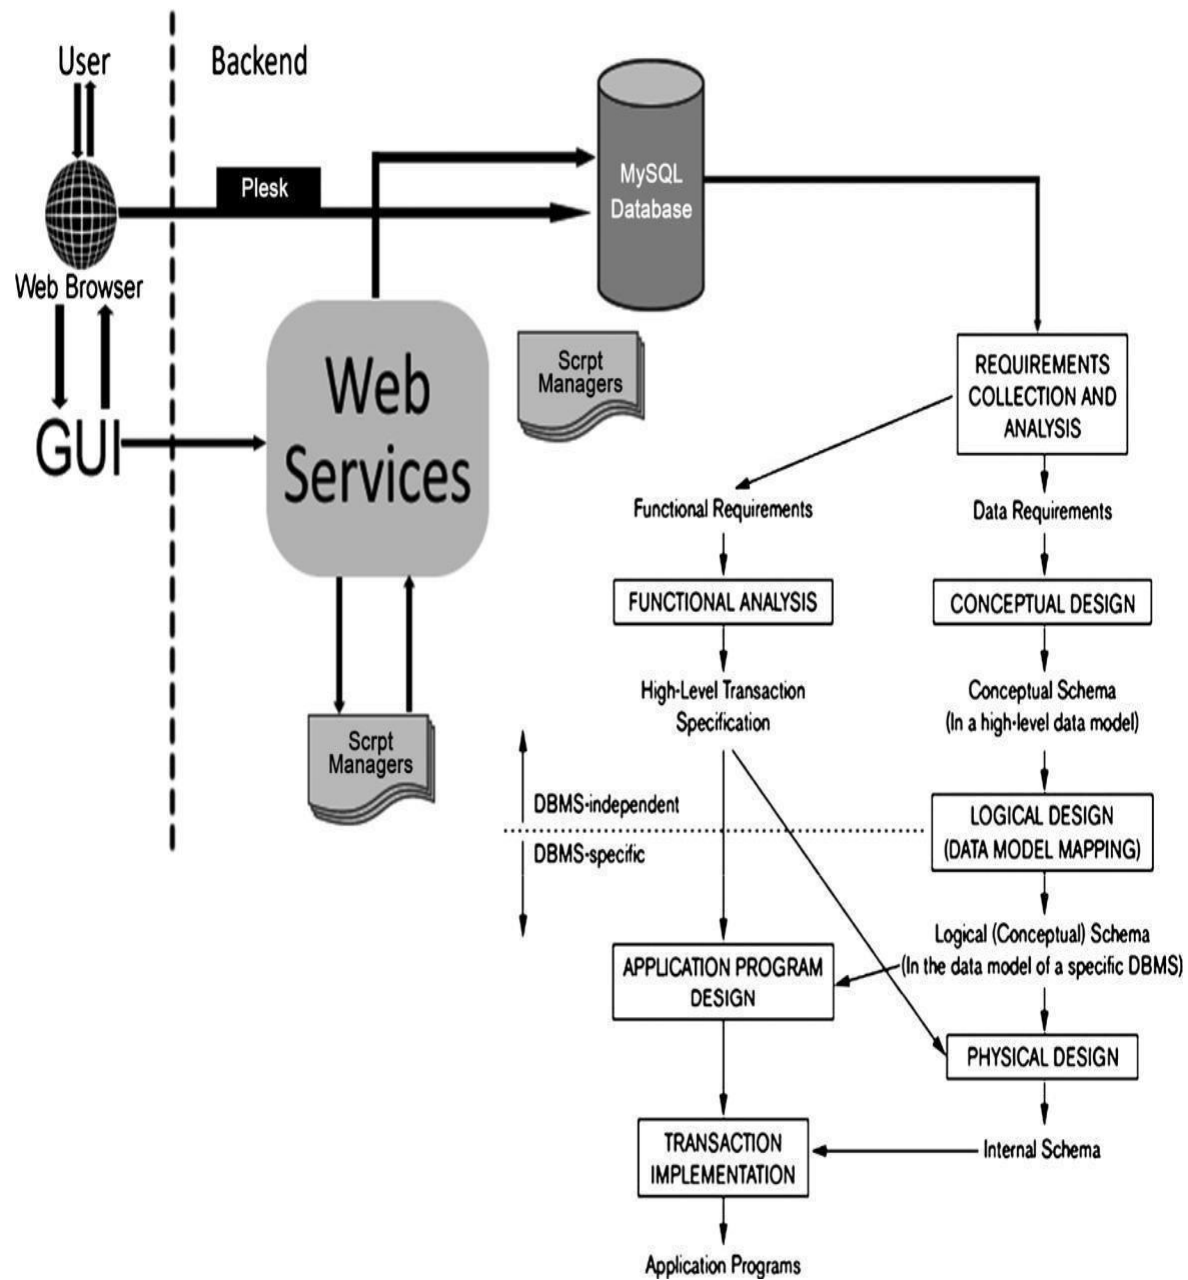 User
Backend
Plesk
MySQL
Database
Web Browser
Web
Services
GUI
Scrpt
Managers
Scrpt
Managers
REQUIREMENTS
COLLECTION AND
ANALYSIS
Functional Requirements
Data Requirements
FUNCTIONAL ANALYSIS
CONCEPTUAL DESIGN
High-Level Transaction
Specification
Conceptual Schema
(In a high-level data model)
DBMS-independent
DBMS-specific
LOGICAL DESIGN
(DATA MODEL MAPPING)
Logical (Conceptual) Schema
(In the data model of a specific DBMS)
APPLICATION PROGRAM
DESIGN
PHYSICAL DESIGN
TRANSACTION
IMPLEMENTATION
Internal Schema
Application Programs